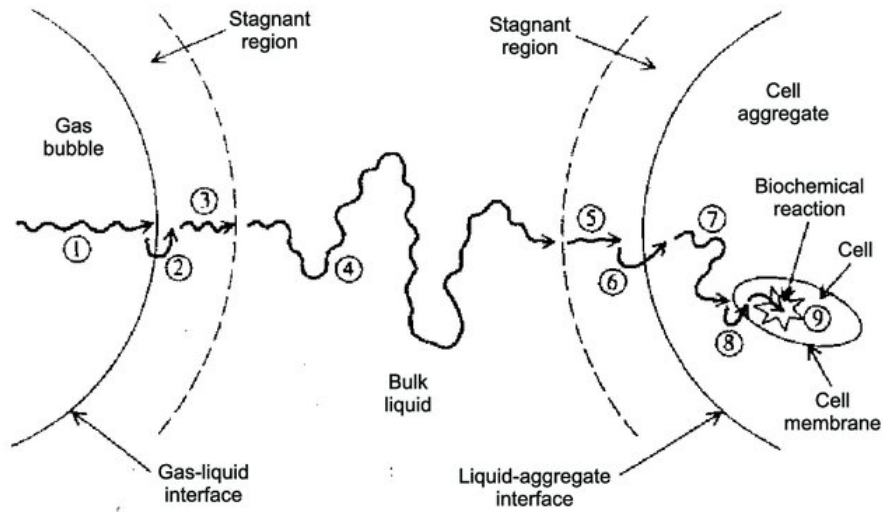 Stagnant
region
Stagnant
region
Gas
bubble
Cell
aggregate
Biochemical
reaction
Cell
1
2
3
4
5
6
7
8
9
Bulk
liquid
Cell
membrane
Gas-liquid
interface
Liquid-aggregate
interface